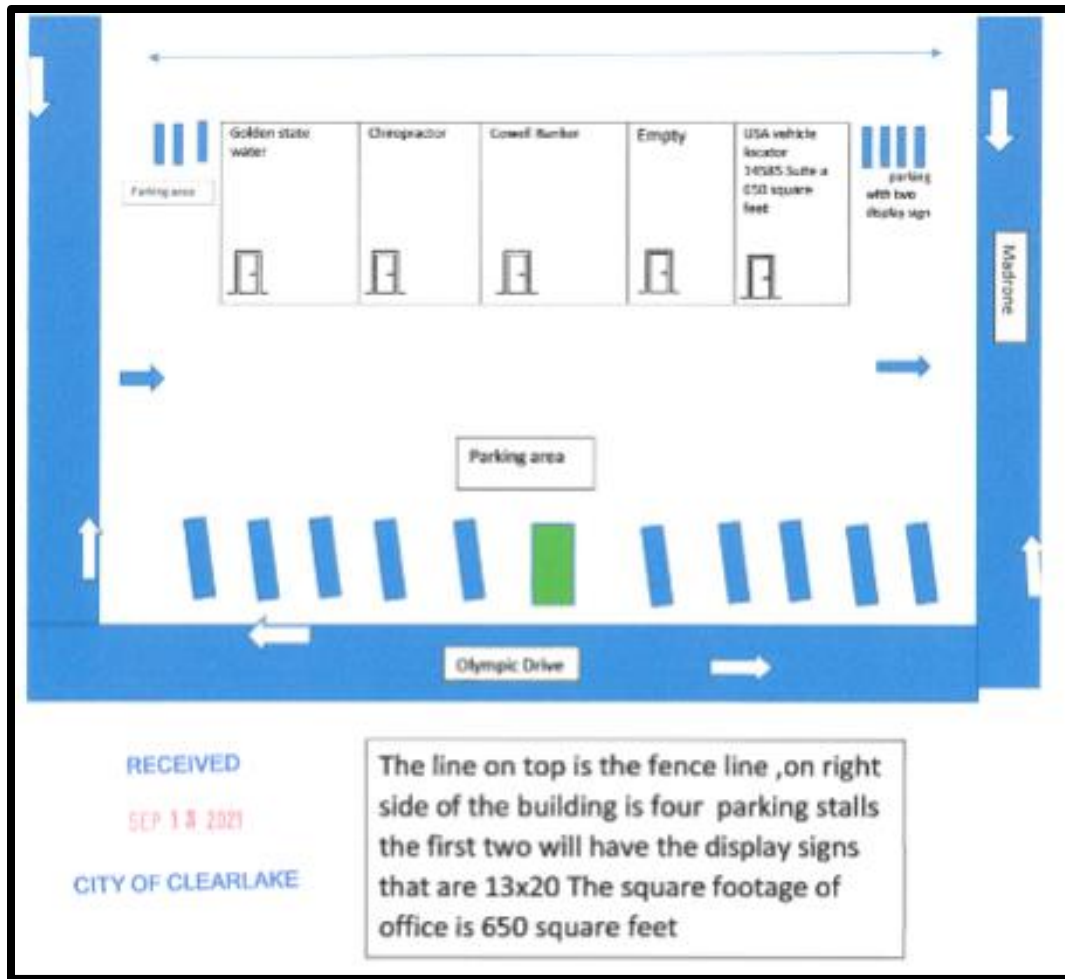 Golden state
water
Chiropractor
Cowell Banker
Empty
USA vehicle
locator
14585 Suite a
650 square
feet
Parking area
parking
with two
display sign
Madrone
Parking area
Olympic Drive
RECEIVED
SEP 13 2021
CITY OF CLEARLAKE
The line on top is the fence line ,on right
side of the building is four parking stalls
the first two will have the display signs
that are 13x20 The square footage of
office is 650 square feet